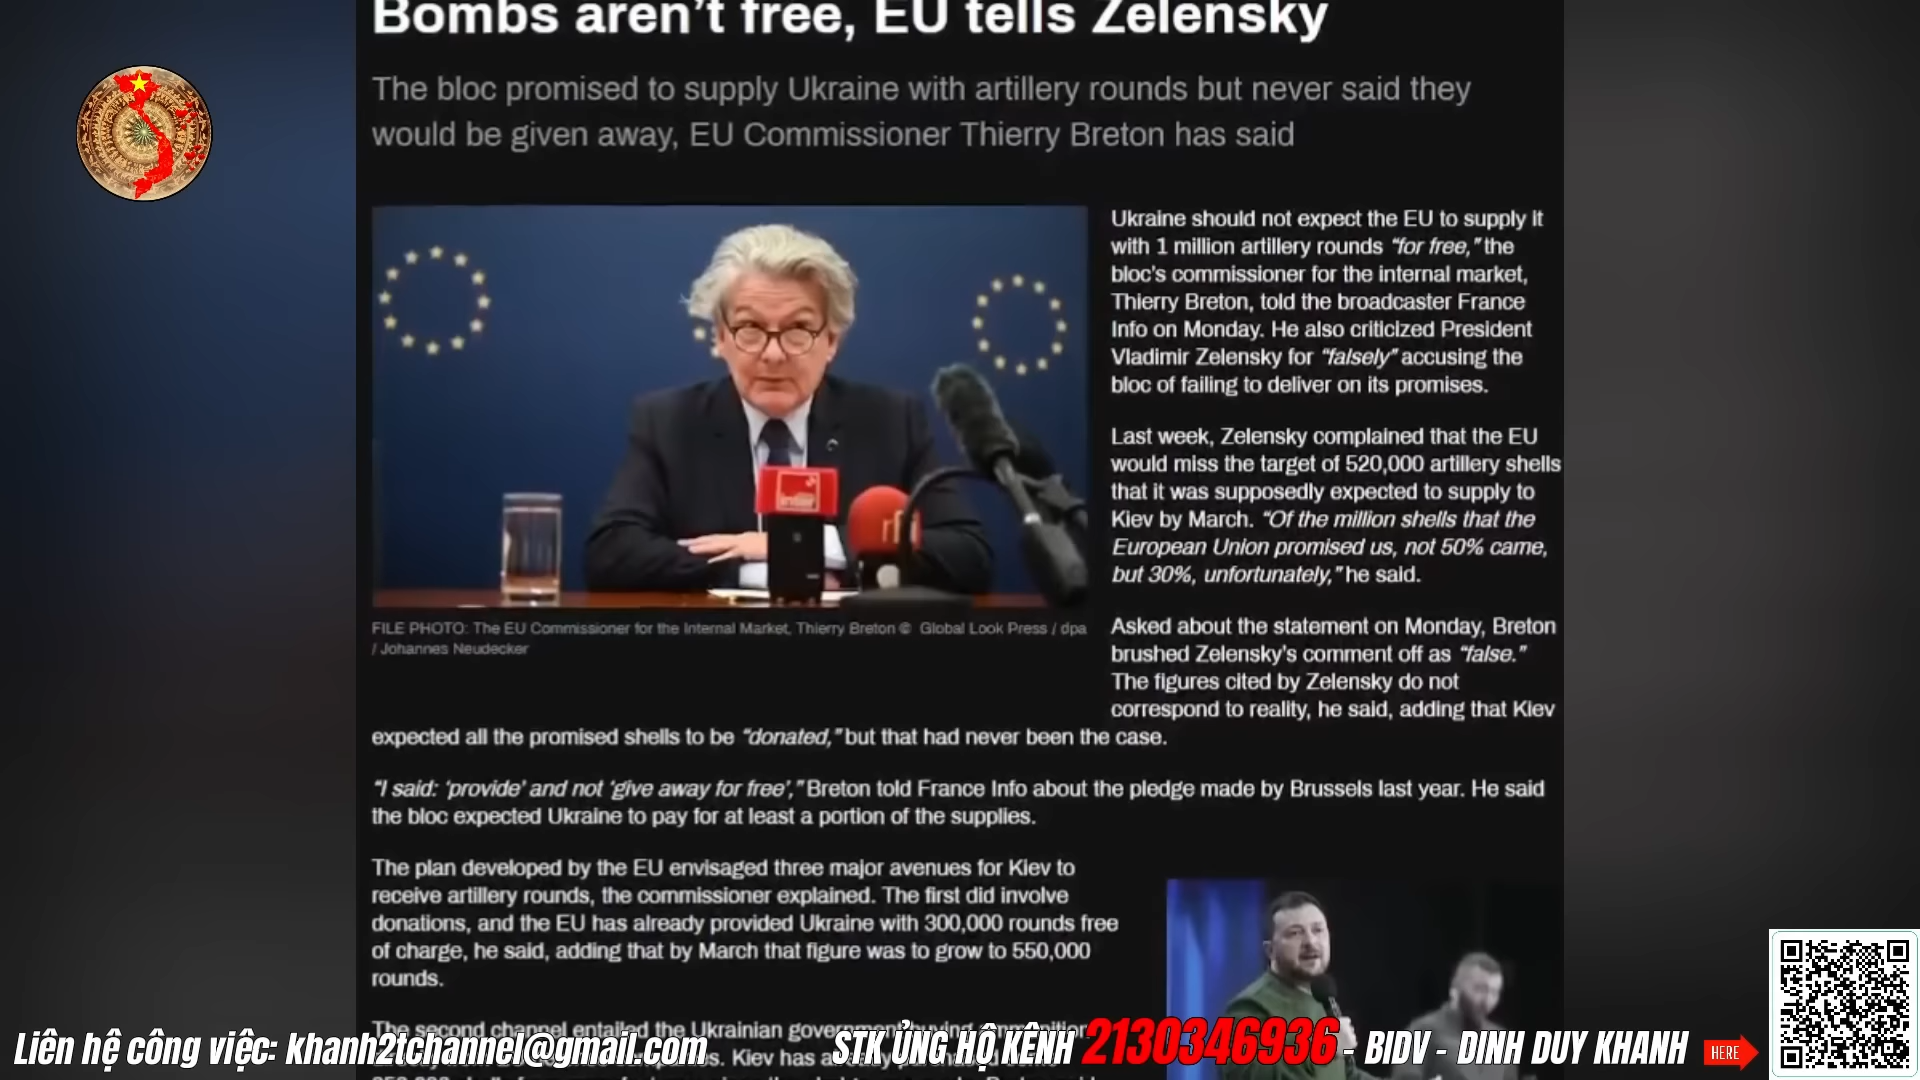 Bombs aren't free, EU tells Zelensky
The bloc promised to supply Ukraine with artillery rounds but never said they
would be given away, EU Commissioner Thierry Breton has said
Ukraine should not expect the EU to supply it
with 1 million artillery rounds "for free," the
bloc's commissioner for the internal market,
Thierry Breton, told the broadcaster France
Info on Monday. He also criticized President
Vladimir Zelensky for "falsely" accusing the
bloc of failing to deliver on its promises.
Last week, Zelensky complained that the EU
would miss the target of 520,000 artillery shells
that it was supposedly expected to supply to
Kiev by March. "Of the million shells that the
European Union promised us, not 50% came,
but 30%, unfortunately," he said.
FILE PHOTO: The EU Commissioner for the Internal Market, Thierry Breton © Global Look Press / dpa
/ Johannes Neudecker
Asked about the statement on Monday, Breton
brushed Zelensky's comment off as "false."
The figures cited by Zelensky do not
correspond to reality, he said, adding that Kiev
expected all the promised shells to be "donated," but that had never been the case.
"I said: 'provide' and not 'give away for free'," Breton told France Info about the pledge made by Brussels last year. He said
the bloc expected Ukraine to pay for at least a portion of the supplies.
The plan developed by the EU envisaged three major avenues for Kiev to
receive artillery rounds, the commissioner explained. The first did involve
donations, and the EU has already provided Ukraine with 300,000 rounds free
of charge, he said, adding that by March that figure was to grow to 550,000
rounds.
The second channel entailed the Ukrainian government buying ammunition
Kiev has
Liên hệ công việc: khanh2tchannel@gmail.com
STK ỦNG HỘ KÊNH 2130346936 - BIDV - DINH DUY KHANH
HERE